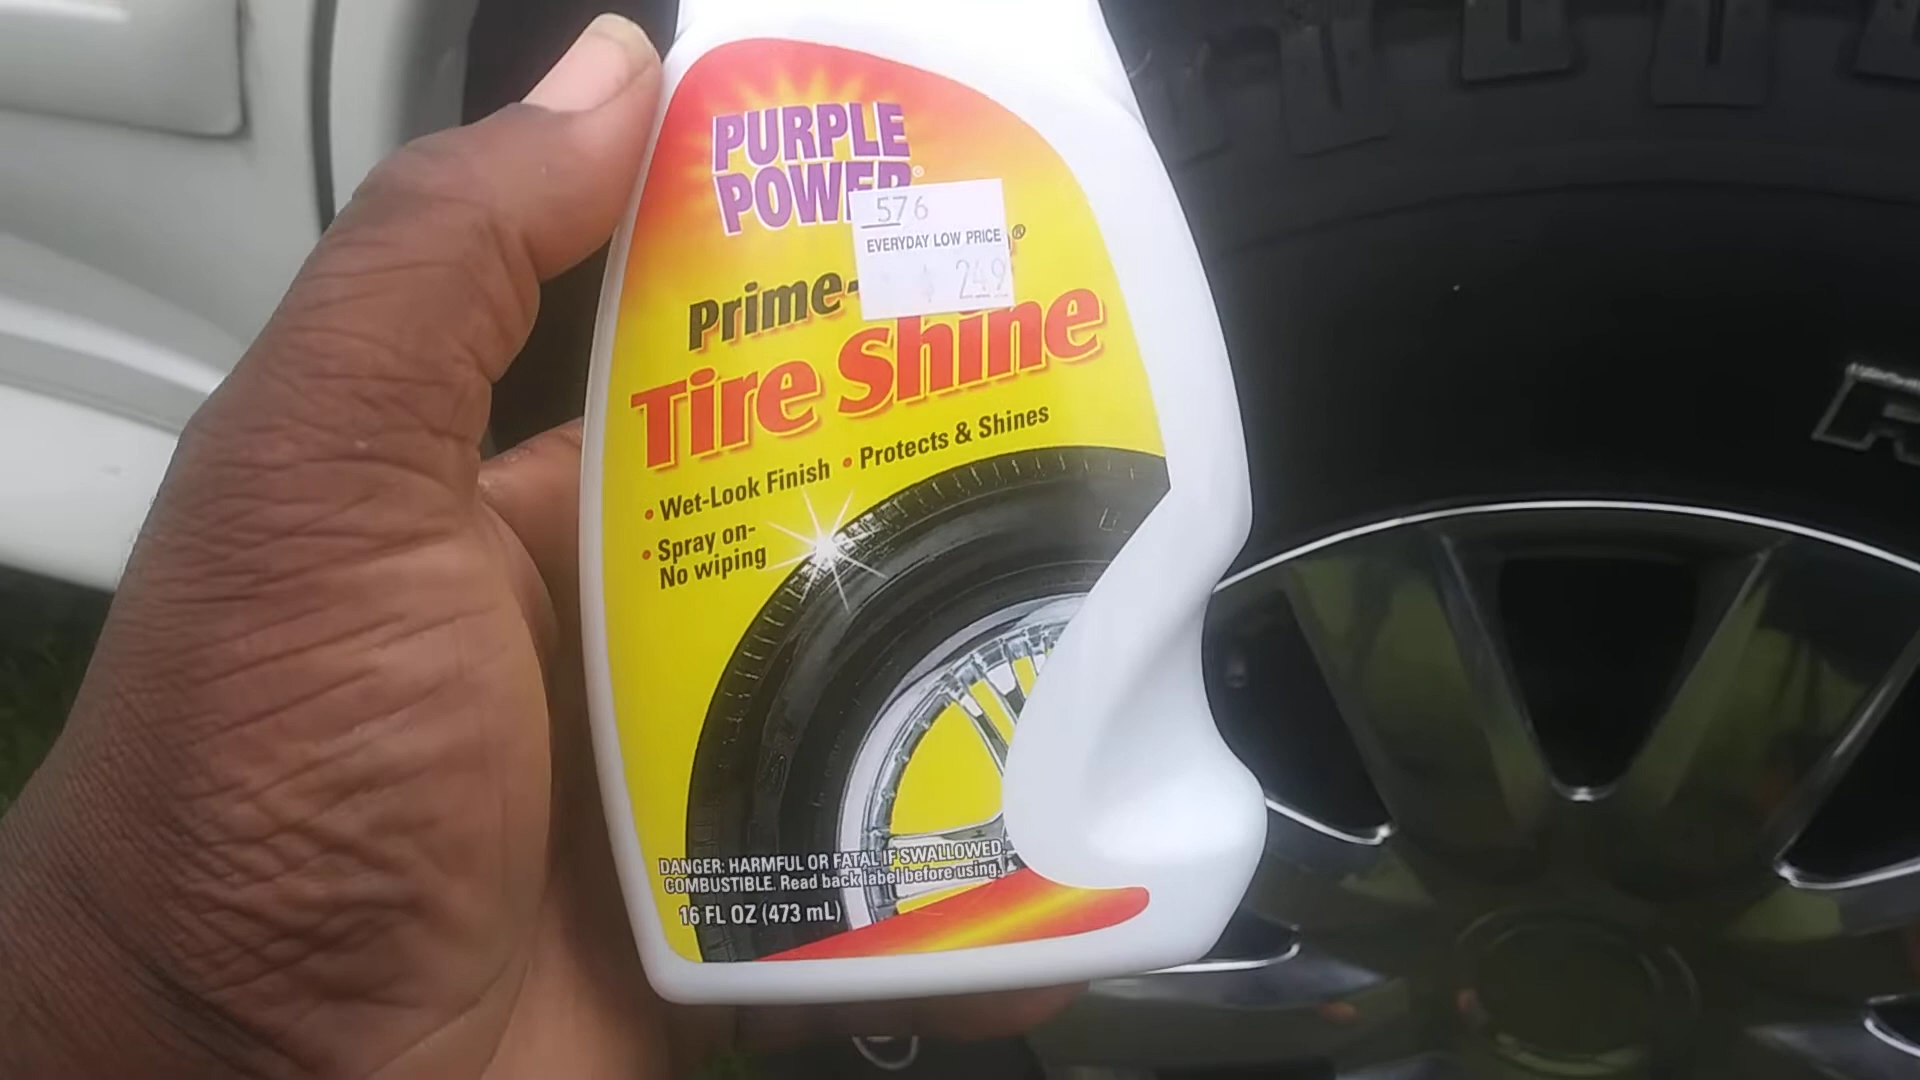 PURPLE
POWER®
576
EVERYDAY LOW PRICE
$ 249
Prime-
®
Tire Shine
• Wet-Look Finish • Protects & Shines
• Spray on-
No wiping
DANGER: HARMFUL OR FATAL IF SWALLOWED.
COMBUSTIBLE. Read back label before using.
16 FL OZ (473 mL)